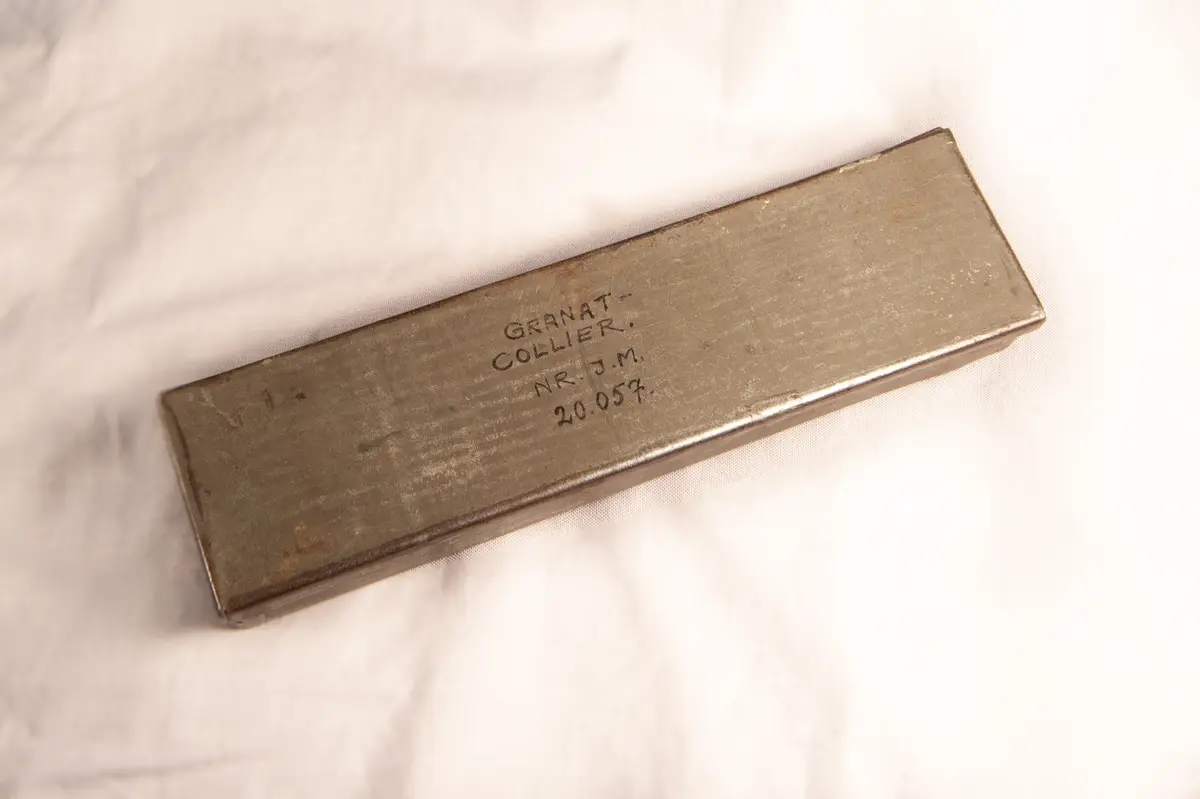 GRANAT-
COLLIER.
NR. J.M.
20.057.